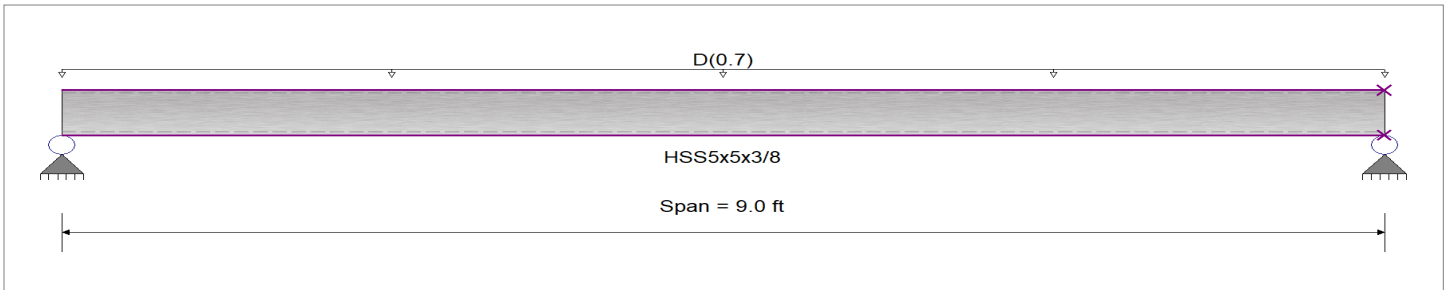 D(0.7)
HSS5x5x3/8
Span = 9.0 ft